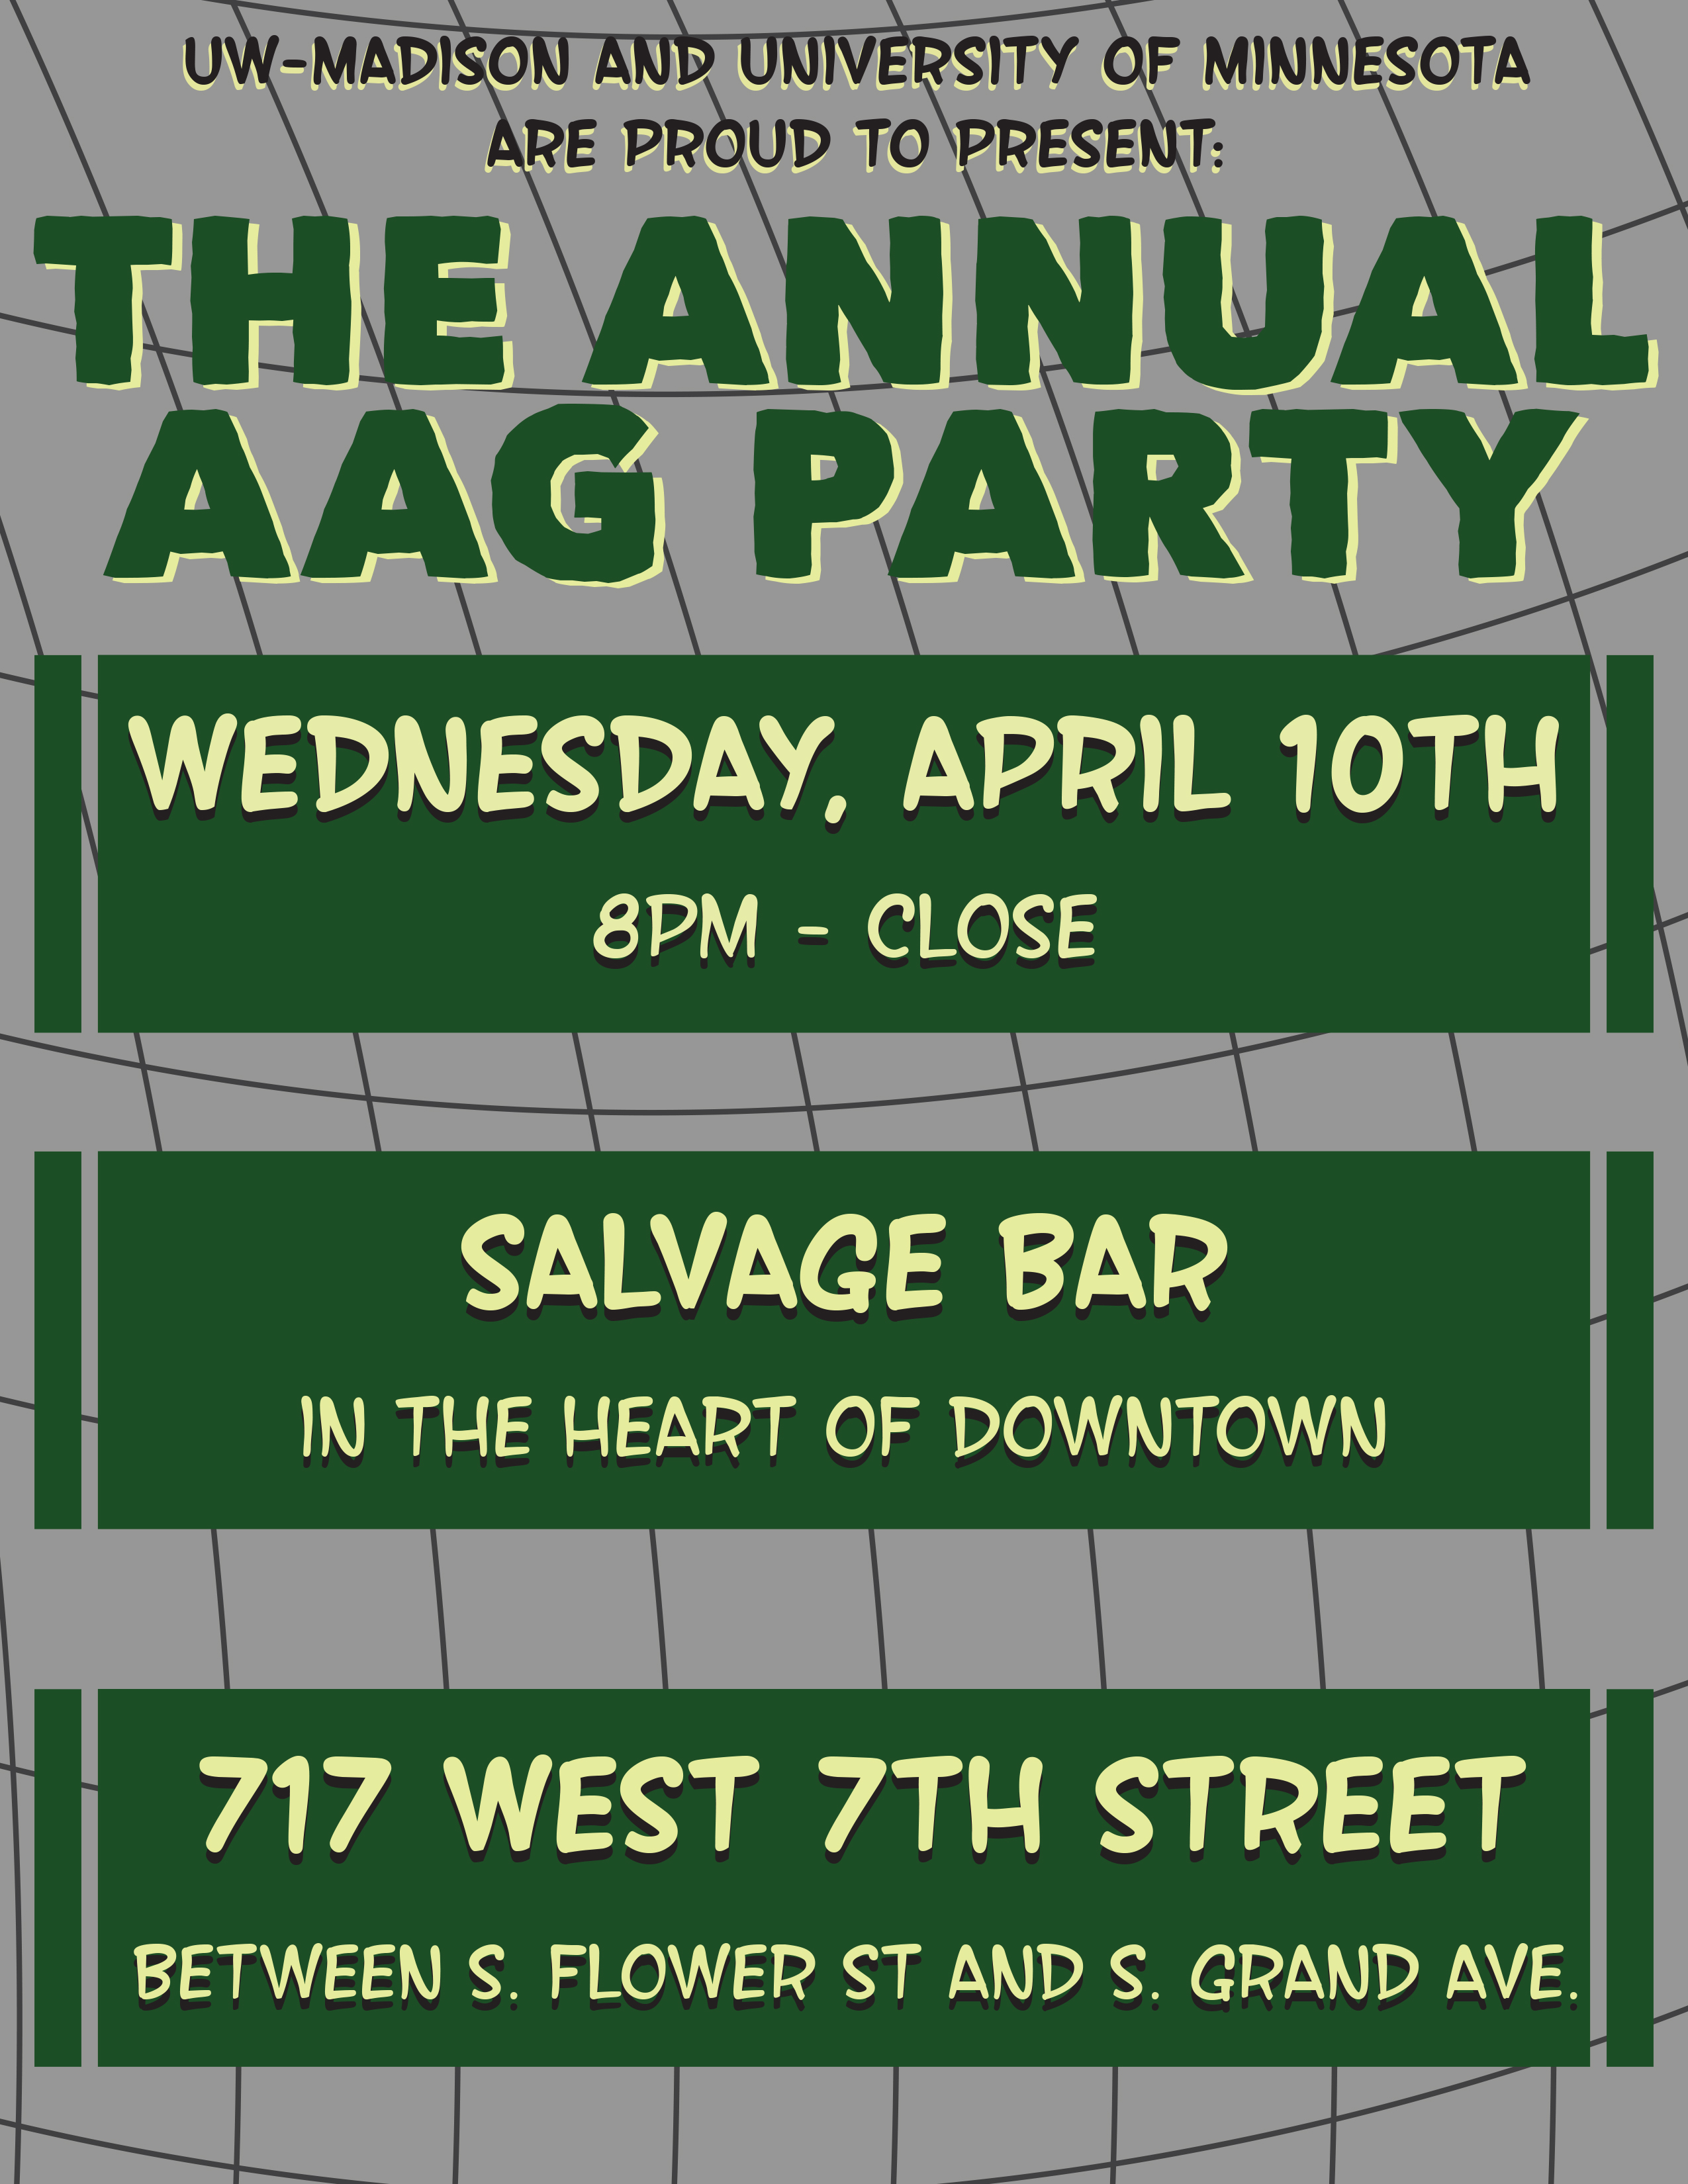 UW-MADISON AND UNIVERSITY OF MINNESOTA
ARE PROUD TO PRESENT:
THE ANNUAL
AAG PARTY
WEDNESDAY, APRIL 10TH
8PM - CLOSE
SALVAGE BAR
IN THE HEART OF DOWNTOWN
717 WEST 7TH STREET
BETWEEN S. FLOWER ST AND S. GRAND AVE.